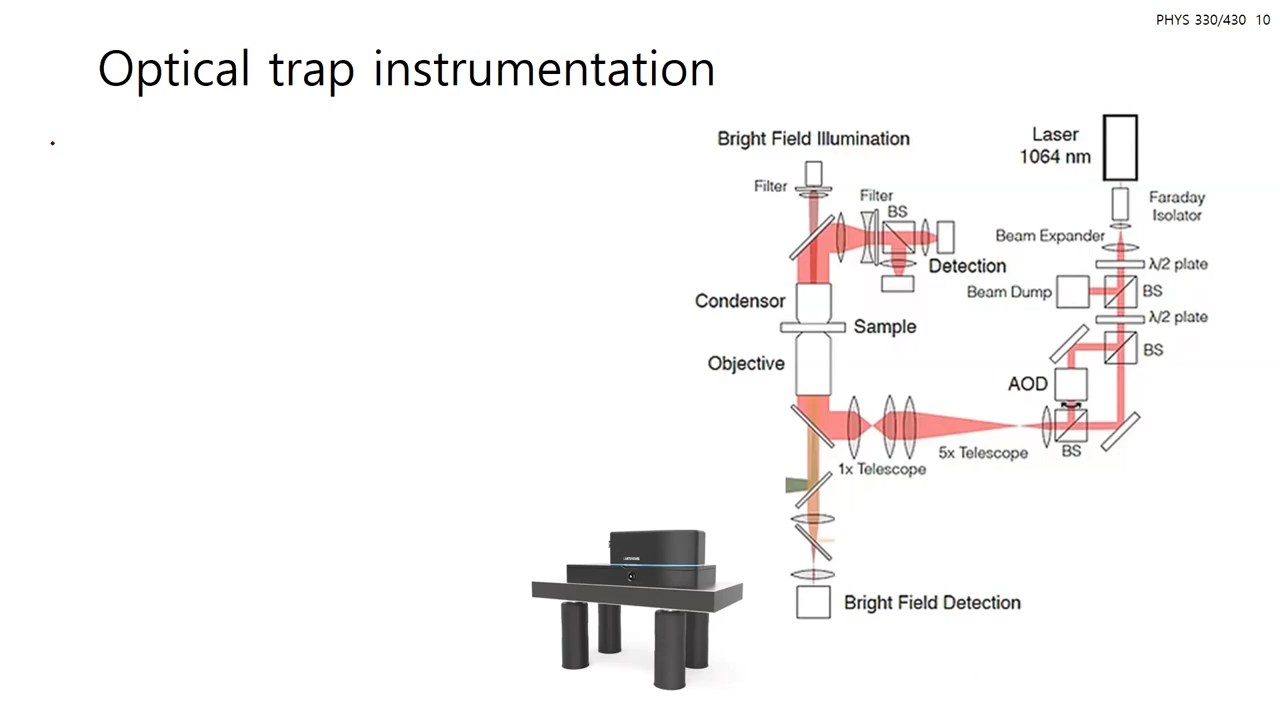 PHYS 330/430 10
Optical trap instrumentation
Bright Field Illumination
Filter
Filter
BS
Detection
Condensor
Sample
Objective
Laser
1064 nm
Faraday
Isolator
Beam Expander
λ/2 plate
Beam Dump
BS
λ/2 plate
BS
AOD
BS
5x Telescope
1x Telescope
Bright Field Detection